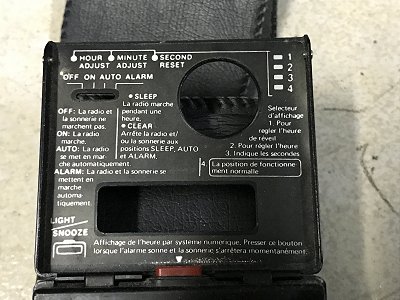 HOUR ADJUST
MINUTE ADJUST
SECOND RESET
1
2
3
4
OFF ON AUTO ALARM
OFF: La radio et
la sonnerie ne
marchent pas.
ON: La radio
marche.
AUTO: La radio
se met en mar-
che automatiquement.
ALARM: La radio et la sonnerie se
mettent en
marche
automa-
tiquement.
• SLEEP
La radio marche
pendant une
heure.
• CLEAR
Arrête la radio et/
ou la sonnerie aux
positions SLEEP, AUTO
et ALARM.
Sélecteur
d'affichage
1. Pour
régler l'heure
de réveil
2. Pour régler l'heure
3. Indique les secondes
4. La position de fonctionne-
ment normale
LIGHT
SNOOZE
Affichage de l'heure par système numérique. Presser ce bouton
lorsque l'alarme sonne et la sonnerie s'arrêtera momentanément.